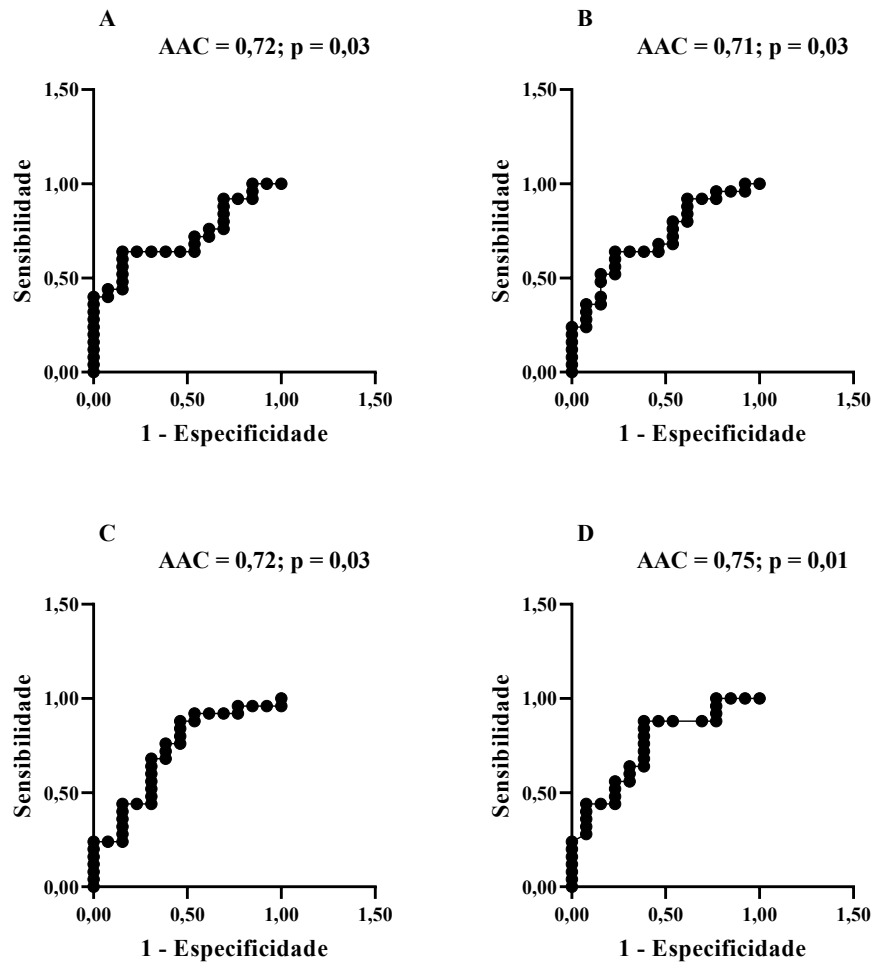 A
AAC = 0,72; p = 0,03
1,50
1,00
0,50
0,00
Sensibilidade
0,00 0,50 1,00 1,50
1 - Especificidade
B
AAC = 0,71; p = 0,03
1,50
1,00
0,50
0,00
Sensibilidade
0,00 0,50 1,00 1,50
1 - Especificidade
C
AAC = 0,72; p = 0,03
1,50
1,00
0,50
0,00
Sensibilidade
0,00 0,50 1,00 1,50
1 - Especificidade
D
AAC = 0,75; p = 0,01
1,50
1,00
0,50
0,00
Sensibilidade
0,00 0,50 1,00 1,50
1 - Especificidade